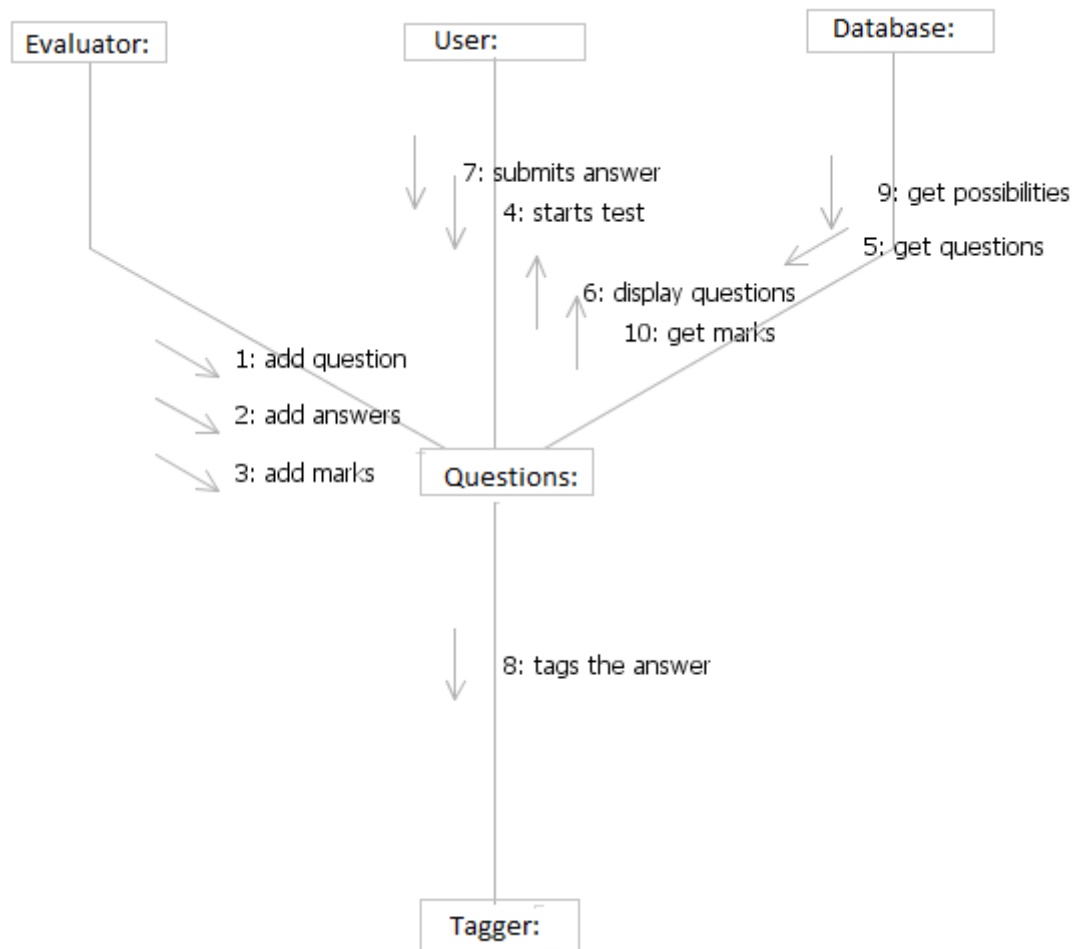 Evaluator:
User:
Database:
7: submits answer
9: get possibilities
4: starts test
5: get questions
6: display questions
10: get marks
1: add question
2: add answers
3: add marks
Questions:
8: tags the answer
Tagger: